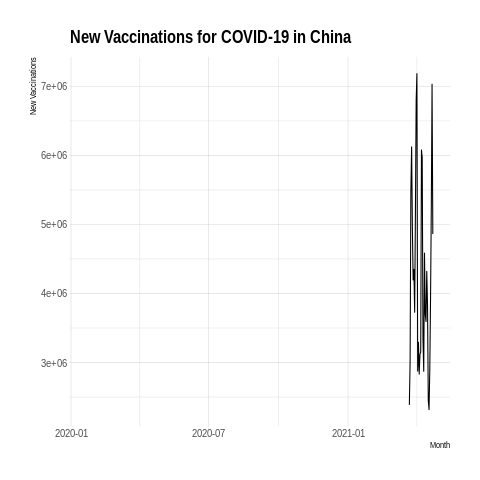 New Vaccinations for COVID-19 in China
New Vaccinations
7e+06
6e+06
5e+06
4e+06
3e+06
2020-01 2020-07 2021-01
Month